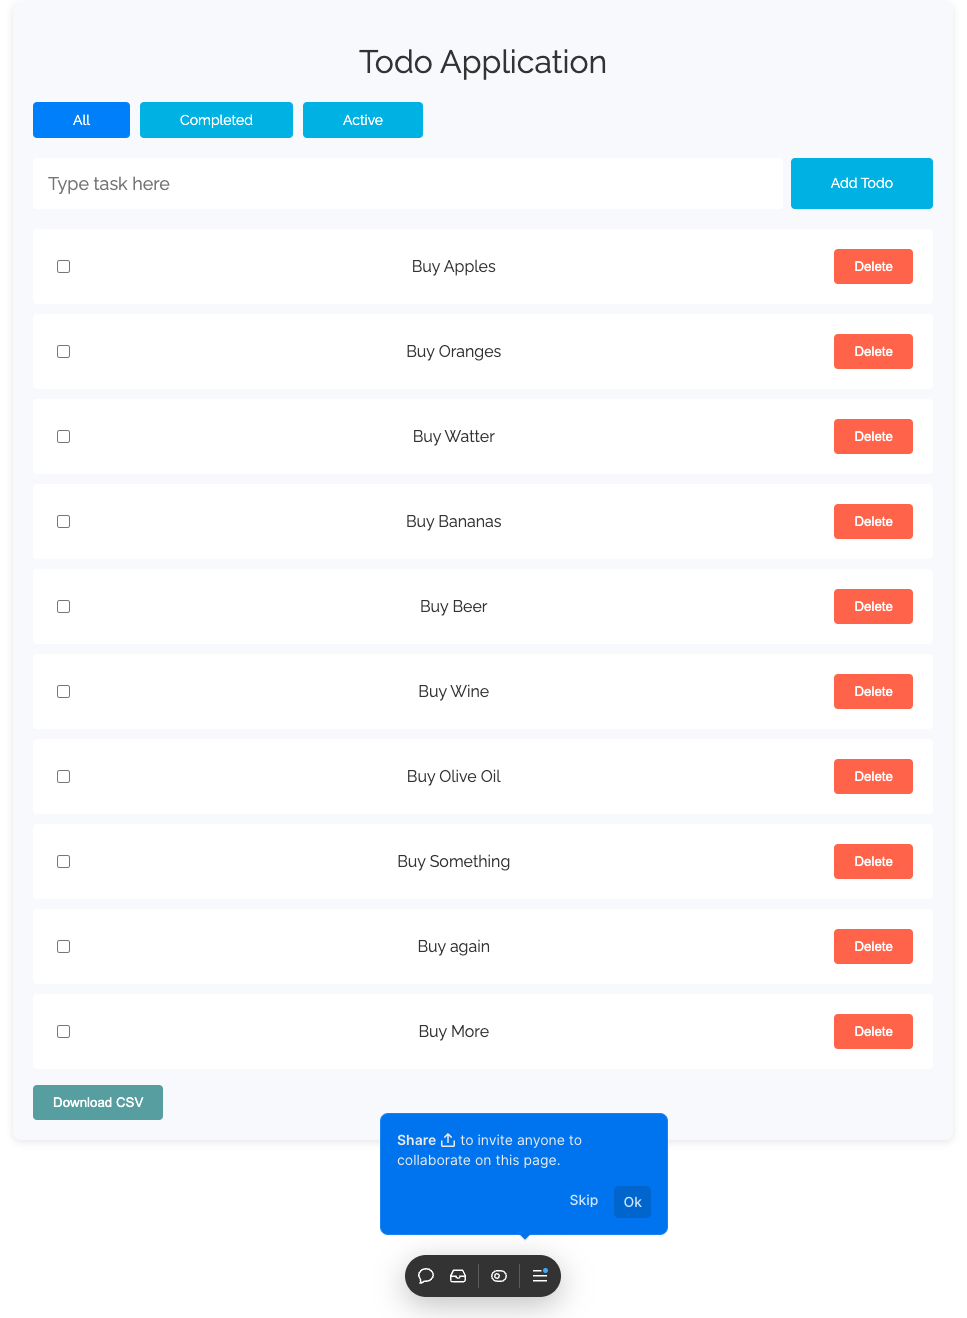 Todo Application
All Completed Active
Type task here Add Todo
Buy Apples Delete
Buy Oranges Delete
Buy Watter Delete
Buy Bananas Delete
Buy Beer Delete
Buy Wine Delete
Buy Olive Oil Delete
Buy Something Delete
Buy again Delete
Buy More Delete
Download CSV
Share to invite anyone to
collaborate on this page.
Skip Ok